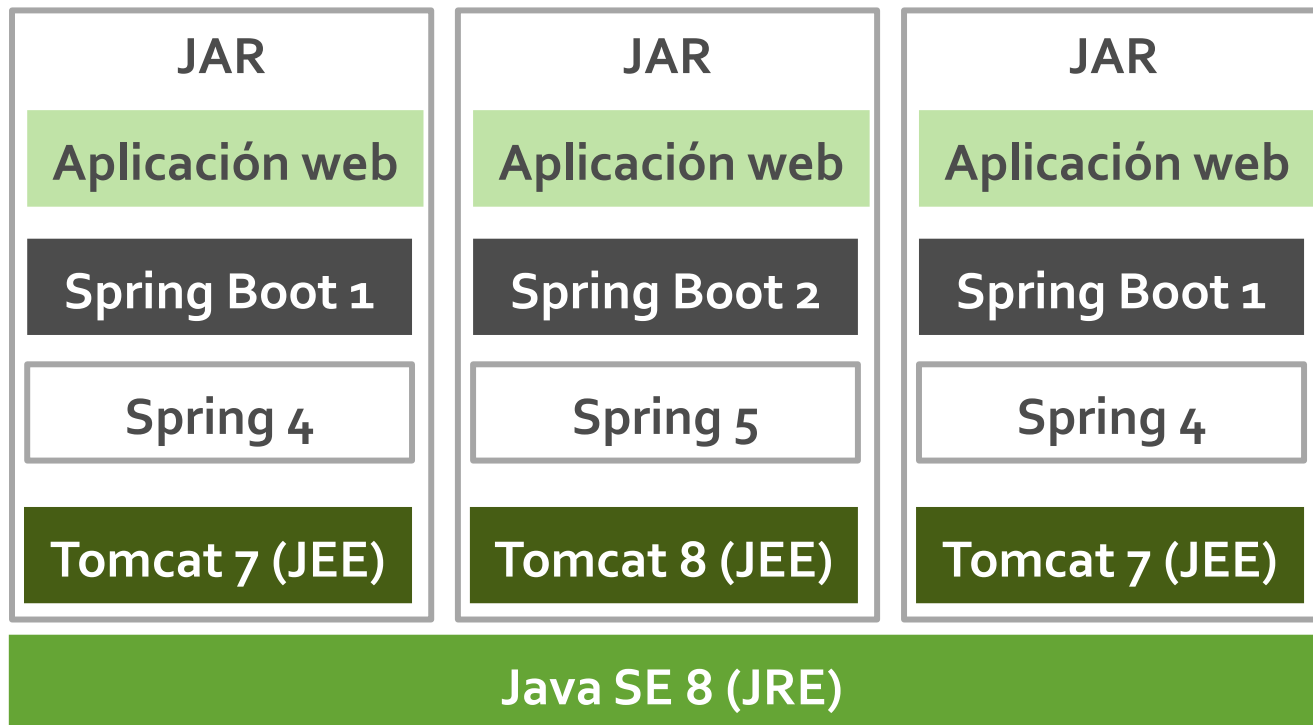 JAR
Aplicación web
Spring Boot 1
Spring 4
Tomcat 7 (JEE)
JAR
Aplicación web
Spring Boot 2
Spring 5
Tomcat 8 (JEE)
JAR
Aplicación web
Spring Boot 1
Spring 4
Tomcat 7 (JEE)
Java SE 8 (JRE)